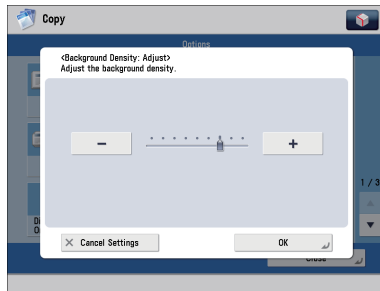 Copy
Options
<Background Density: Adjust>
Adjust the background density.
−
+
1 / 3
Cancel Settings
OK
Close